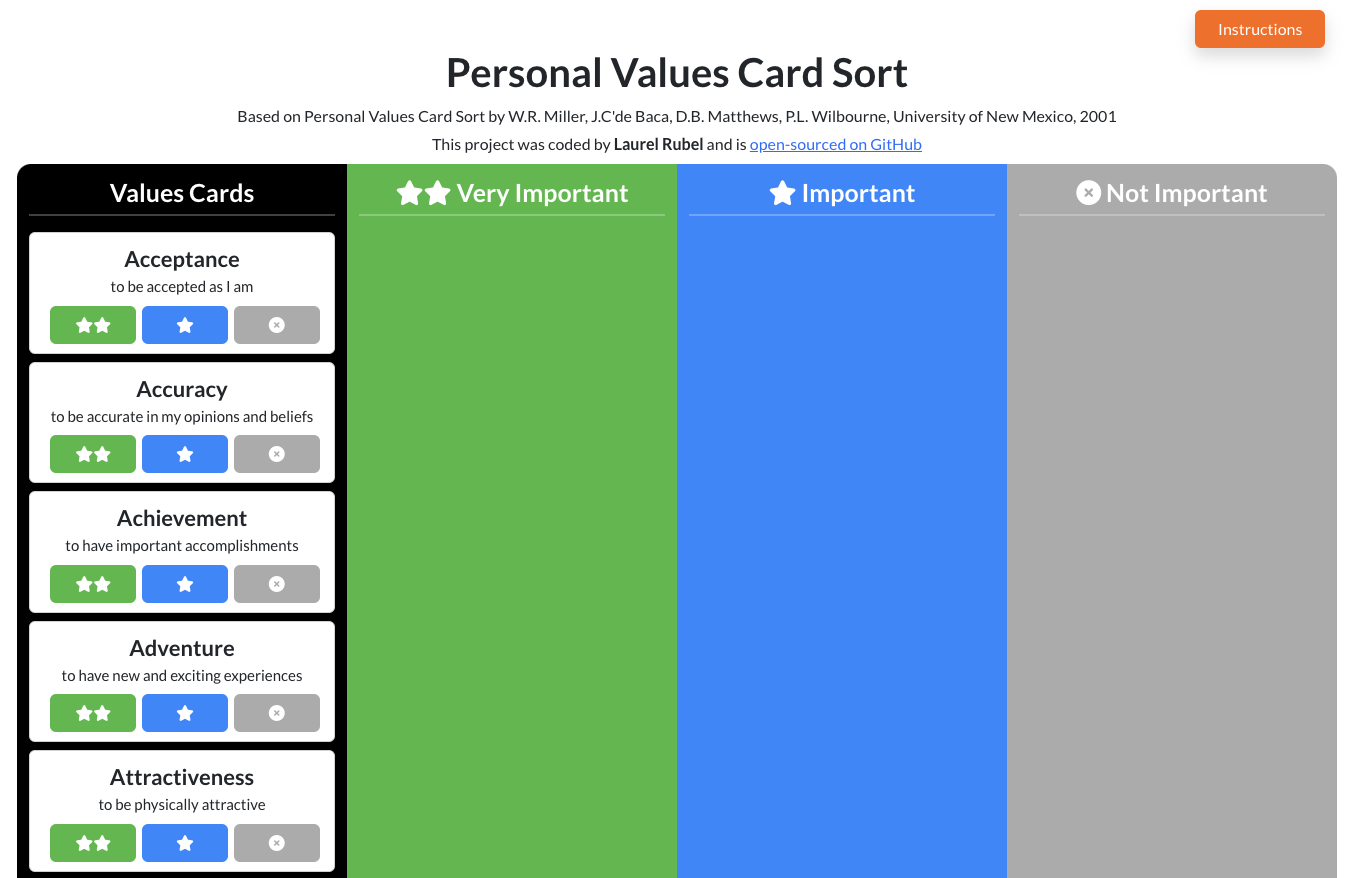 Instructions
Personal Values Card Sort
Based on Personal Values Card Sort by W.R. Miller, J.C'de Baca, D.B. Matthews, P.L. Wilbourne, University of New Mexico, 2001
This project was coded by Laurel Rubel and is open-sourced on GitHub
Values Cards
Very Important
Important
Not Important
Acceptance
to be accepted as I am
Accuracy
to be accurate in my opinions and beliefs
Achievement
to have important accomplishments
Adventure
to have new and exciting experiences
Attractiveness
to be physically attractive